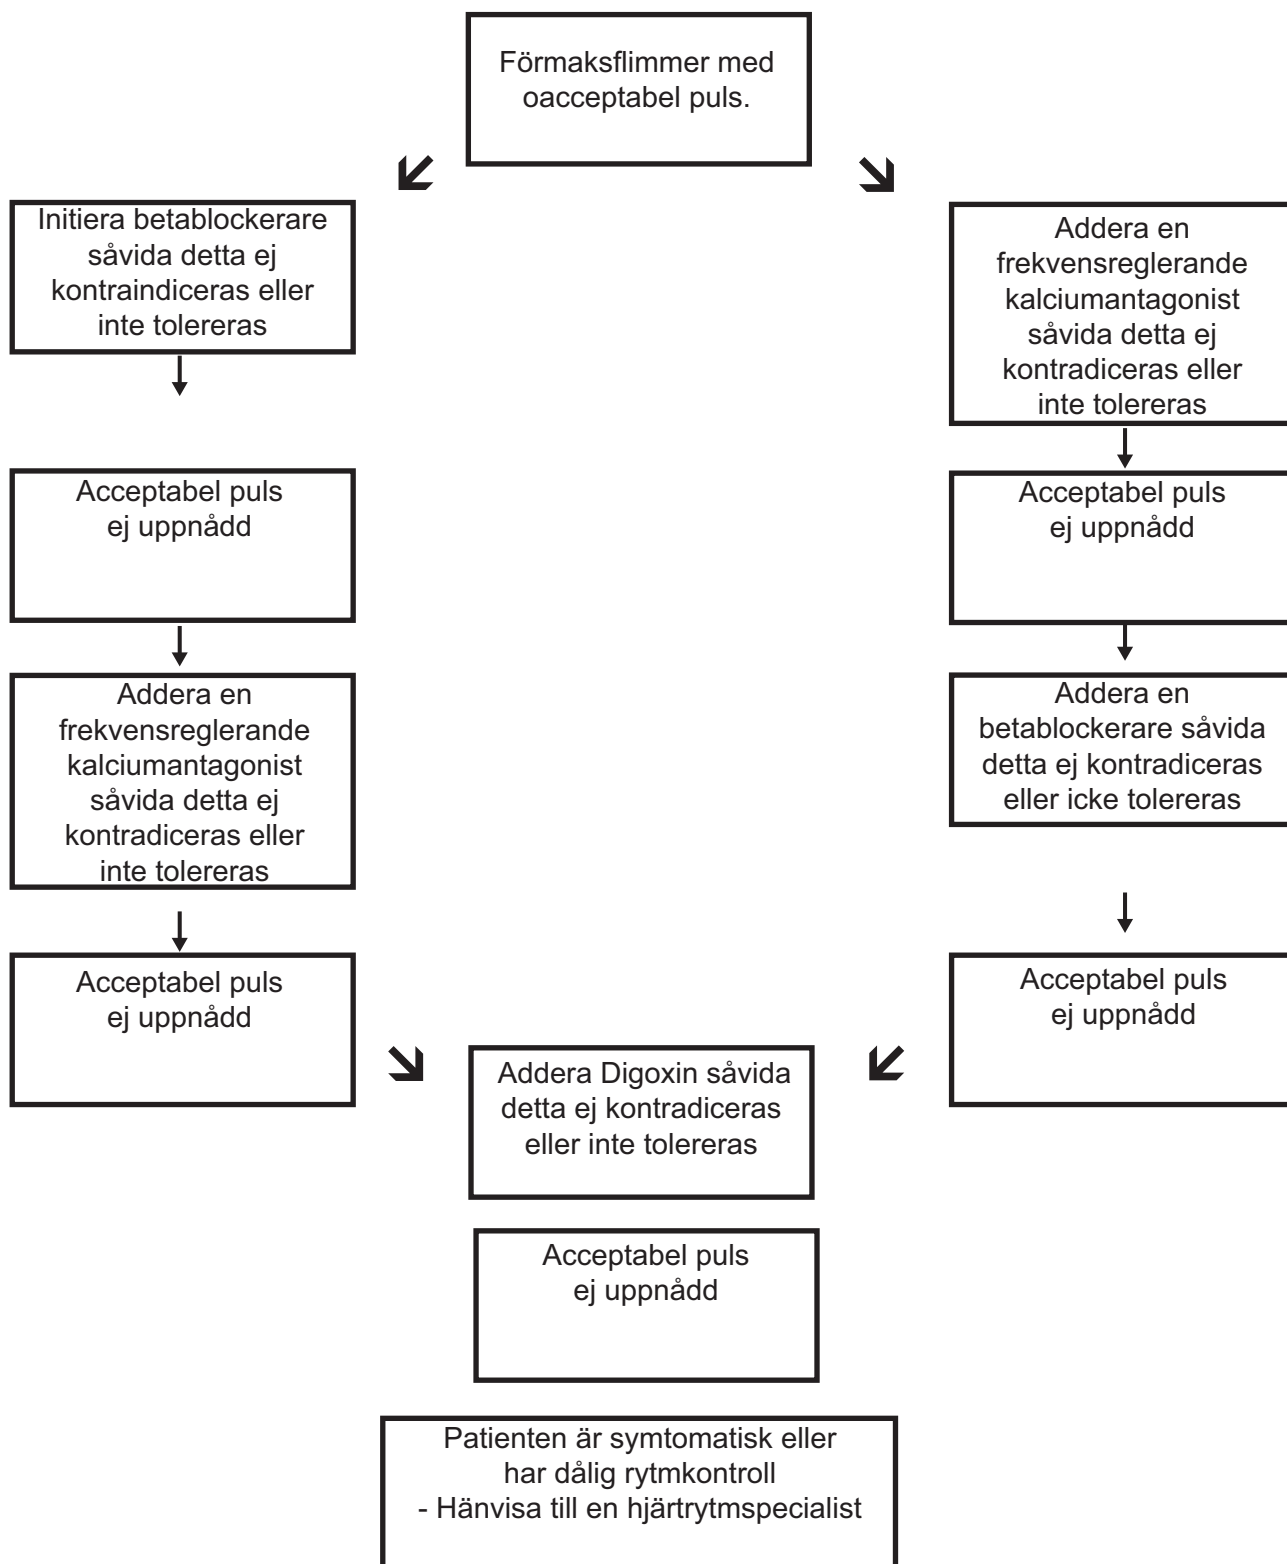 Förmaksflimmer med
oacceptabel puls.
Initiera betablockerare
såvida detta ej
kontraindiceras eller
inte tolereras
Acceptabel puls
ej uppnådd
Addera en
frekvensreglerande
kalciumantagonist
såvida detta ej
kontradiceras eller
inte tolereras
Acceptabel puls
ej uppnådd
Addera en
frekvensreglerande
kalciumantagonist
såvida detta ej
kontradiceras eller
inte tolereras
Acceptabel puls
ej uppnådd
Addera en
betablockerare såvida
detta ej kontradiceras
eller icke tolereras
Acceptabel puls
ej uppnådd
Addera Digoxin såvida
detta ej kontradiceras
eller inte tolereras
Acceptabel puls
ej uppnådd
Patienten är symtomatisk eller
har dålig rytmkontroll
- Hänvisa till en hjärtrytmspecialist